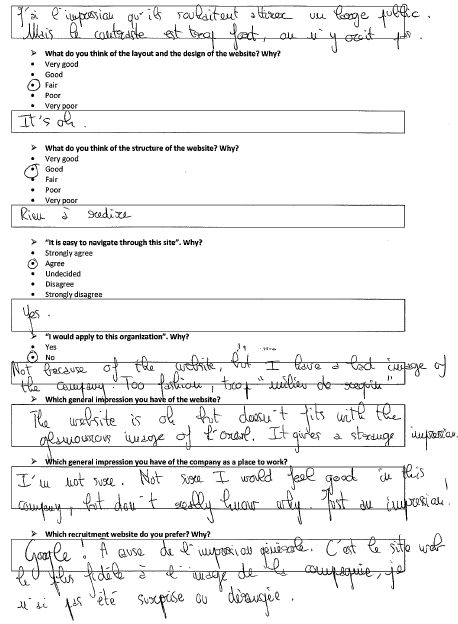 J'ai l'impression qu'ils souhaitent attirer un large public.
Mais le contraste est trop fort, on n'y croit pas.
➢ What do you think of the layout and the design of the website? Why?
• Very good
• Good
• Fair
• Poor
• Very poor
It's ok.
➢ What do you think of the structure of the website? Why?
• Very good
• Good
• Fair
• Poor
• Very poor
Rien à redire
➢ "It is easy to navigate through this site". Why?
• Strongly agree
• Agree
• Undecided
• Disagree
• Strongly disagree
Yes.
➢ "I would apply to this organization". Why?
• Yes
• No
Not because of the website, but I have a bad image of
the company. Too fashion, trop "milieu de requin"
➢ Which general impression you have of the website?
The website is ok but doesn't fits with the
glamourous image of l'oréal. It gives a strange impression.
➢ Which general impression you have of the company as a place to work?
I'm not sure. Not sure I would feel good in this
company, but don't really know why. Just an impression!
➢ Which recruitment website do you prefer? Why?
Google! A cause de l'impression générale. C'est le site web
le plus fidèle à l'image de la compagnie, je
n'ai pas été surprise ou dérangée.